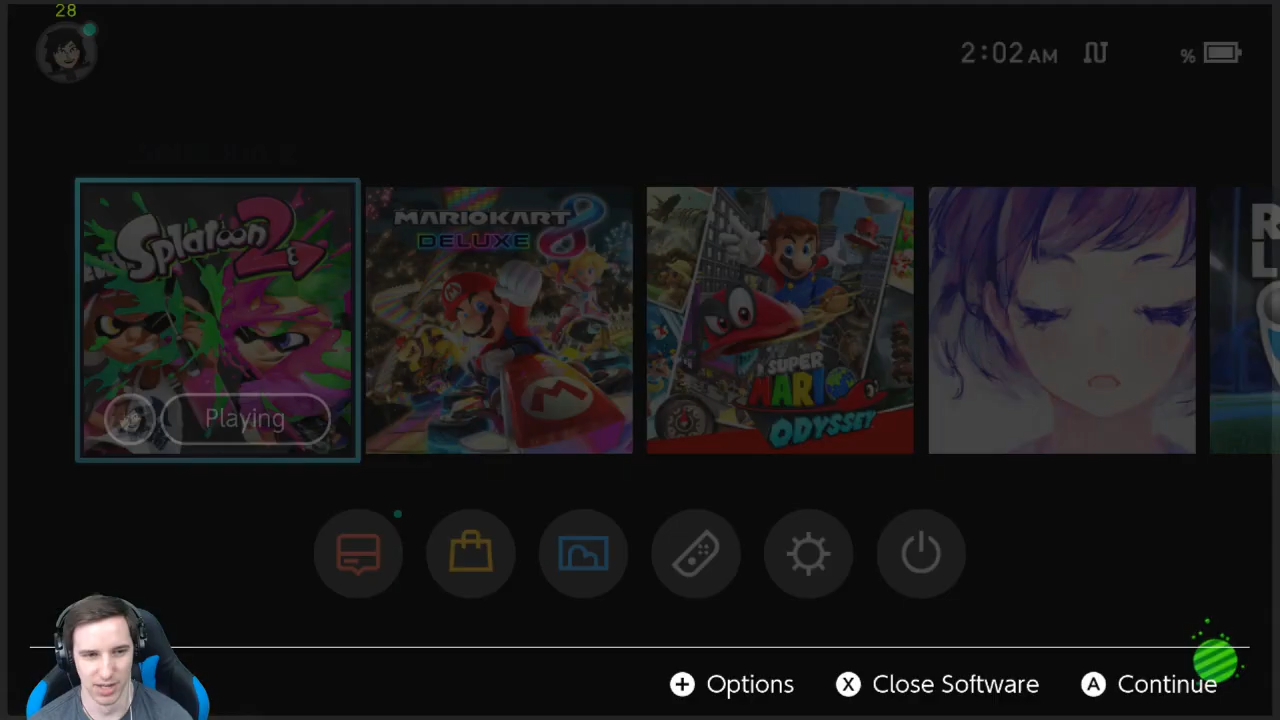 28
2:02 AM
%
Splatoon 2
MARIOKART 8
DELUXE
SUPER
MARIO
ODYSSEY
Playing
Options
Close Software
Continue